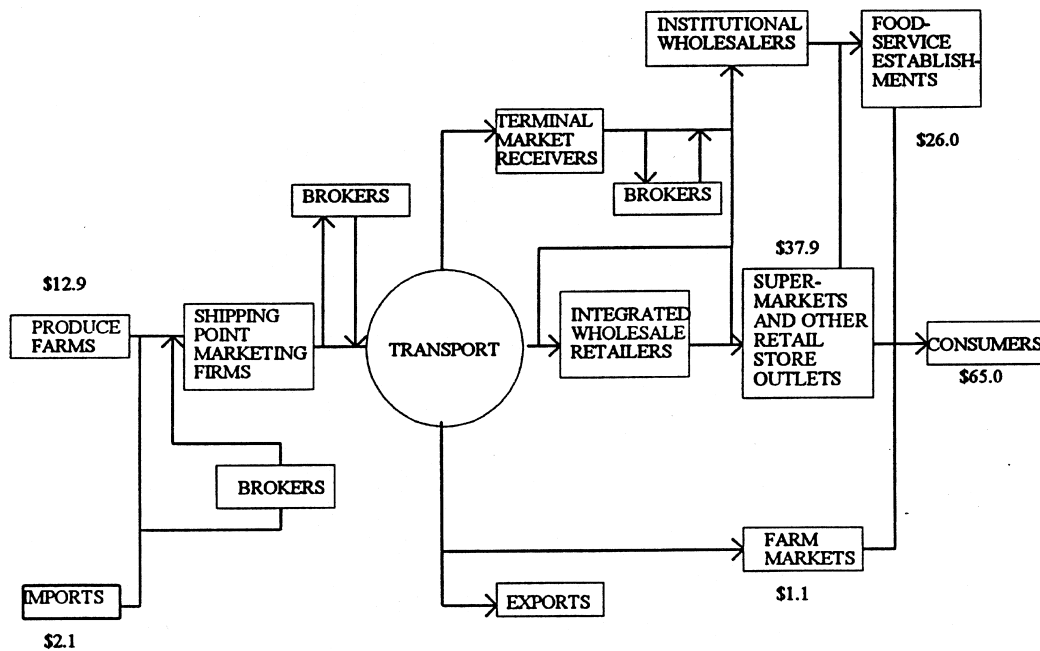 INSTITUTIONAL
WHOLESALERS
FOOD-
SERVICE
ESTABLISH-
MENTS
$26.0
TERMINAL
MARKET
RECEIVERS
BROKERS
BROKERS
$12.9
PRODUCE
FARMS
SHIPPING
POINT
MARKETING
FIRMS
TRANSPORT
INTEGRATED
WHOLESALE
RETAILERS
$37.9
SUPER-
MARKETS
AND OTHER
RETAIL
STORE
OUTLETS
CONSUMERS
$65.0
BROKERS
FARM
MARKETS
$1.1
IMPORTS
$2.1
EXPORTS